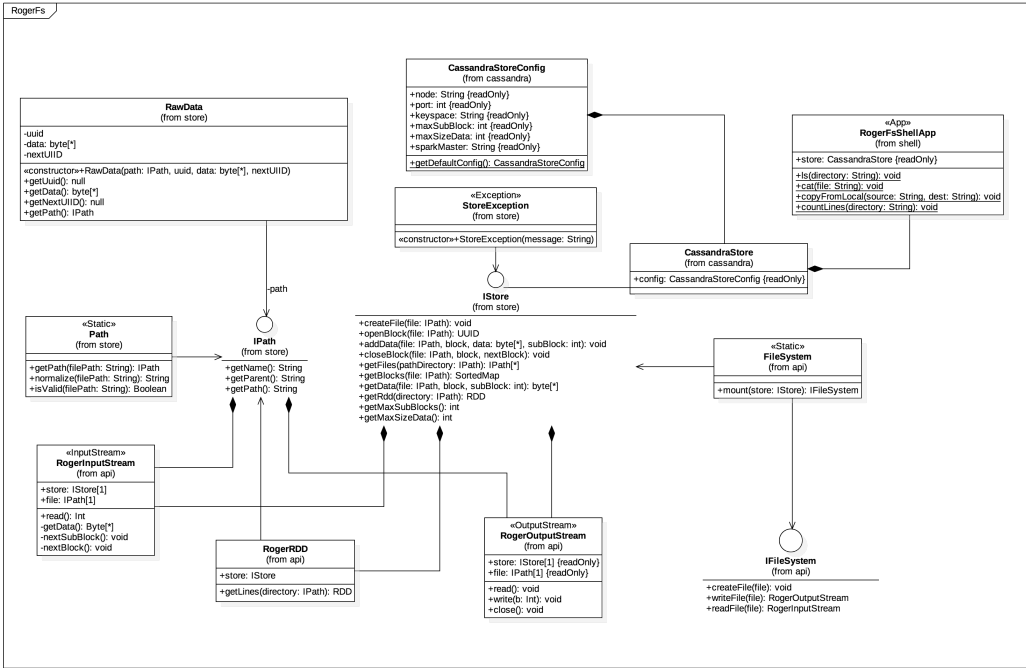 RogerFs
CassandraStoreConfig
(from cassandra)
+node: String {readOnly}
+port: int {readOnly}
+keyspace: String {readOnly}
+maxSubBlock: int {readOnly}
+maxSizeData: int {readOnly}
+sparkMaster: String {readOnly}
+getDefaultConfig(): CassandraStoreConfig
RawData
(from store)
-uuid
-data: byte[*]
-nextUIID
«constructor»+RawData(path: IPath, uuid, data: byte[*], nextUIID)
+getUuid(): null
+getData(): byte[*]
+getNextUUID(): null
+getPath(): IPath
«App»
RogerFsShellApp
(from shell)
+store: CassandraStore {readOnly}
+ls(directory: String): void
+cat(file: String): void
+copyFromLocal(source: String, dest: String): void
+countLines(directory: String): void
«Exception»
StoreException
(from store)
«constructor»+StoreException(message: String)
CassandraStore
(from cassandra)
+config: CassandraStoreConfig {readOnly}
-path
IStore
(from store)
+createFile(file: IPath): void
+openBlock(file: IPath): UUID
+addData(file: IPath, block, data: byte[*], subBlock: int): void
+closeBlock(file: IPath, block, nextBlock): void
+getFiles(pathDirectory: IPath): IPath[*]
+getBlocks(file: IPath): SortedMap
+getData(file: IPath, block, subBlock: int): byte[*]
+getRdd(directory: IPath): RDD
+getMaxSubBlocks(): int
+getMaxSizeData(): int
«Static»
Path
(from store)
+getPath(filePath: String): IPath
+normalize(filePath: String): String
+isValid(filePath: String): Boolean
IPath
(from store)
+getName(): String
+getParent(): String
+getPath(): String
«Static»
FileSystem
(from api)
+mount(store: IStore): IFileSystem
«InputStream»
RogerInputStream
(from api)
+store: IStore[1]
+file: IPath[1]
+read(): Int
-getData(): Byte[*]
-nextSubBlock(): void
-nextBlock(): void
RogerRDD
(from api)
+store: IStore
+getLines(directory: IPath): RDD
«OutputStream»
RogerOutputStream
(from api)
+store: IStore[1] {readOnly}
+file: IPath[1] {readOnly}
+read(): void
+write(b: Int): void
+close(): void
IFileSystem
(from api)
+createFile(file): void
+writeFile(file): RogerOutputStream
+readFile(file): RogerInputStream